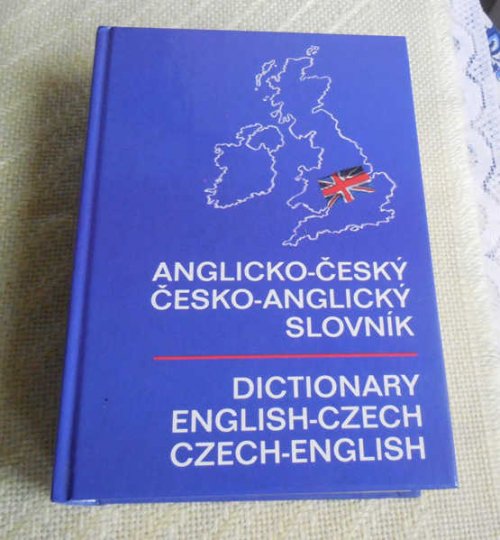 ANGLICKO-ČESKÝ
ČESKO-ANGLICKÝ
SLOVNÍK
DICTIONARY
ENGLISH-CZECH
CZECH-ENGLISH